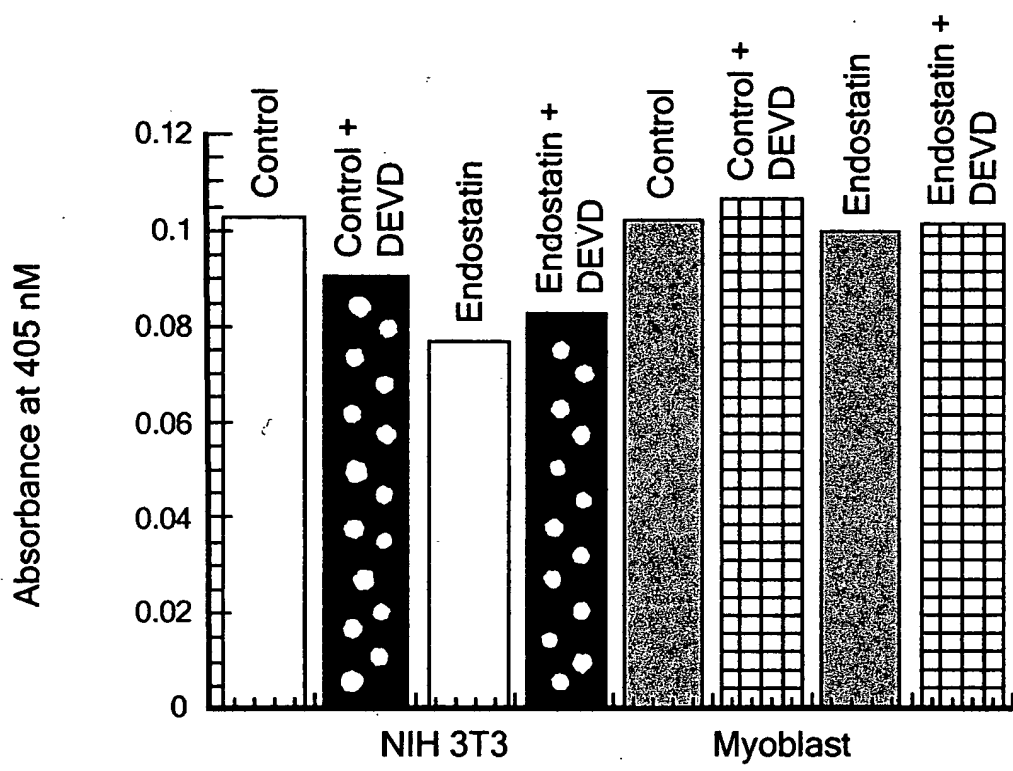 Absorbance at 405 nM
0.12
0.1
0.08
0.06
0.04
0.02
0
Control
Control +
DEVD
Endostatin
Endostatin +
DEVD
Control
Control +
DEVD
Endostatin
Endostatin +
DEVD
NIH 3T3
Myoblast